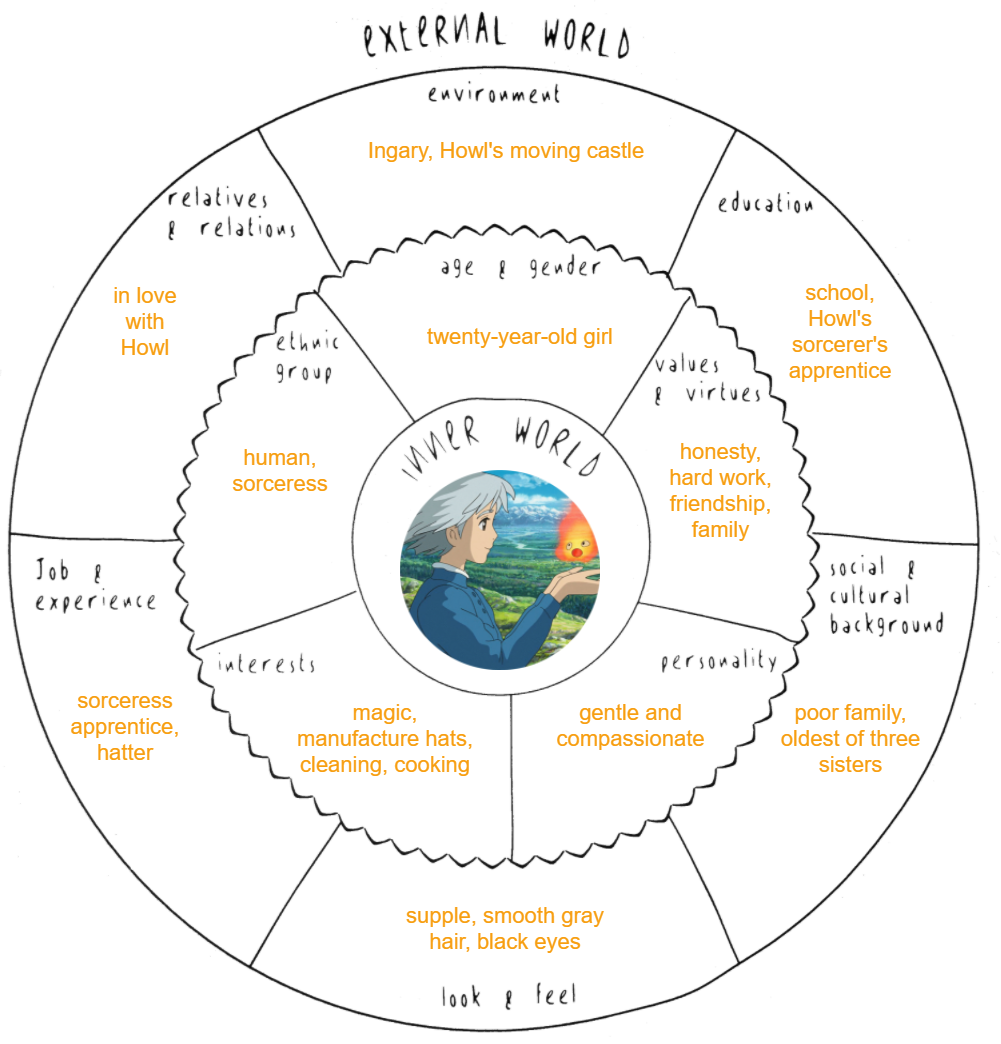 EXTERNAL WORLD
environment
Ingary, Howl's moving castle
relatives
& relations
in love
with
Howl
education
school,
Howl's
sorcerer's
apprentice
age & gender
twenty-year-old girl
ethnic
group
human,
sorceress
values
& virtues
honesty,
hard work,
friendship,
family
INNER WORLD
Job &
experience
sorceress
apprentice,
hatter
interests
magic,
manufacture hats,
cleaning, cooking
personality
gentle and
compassionate
social &
cultural
background
poor family,
oldest of three
sisters
supple, smooth gray
hair, black eyes
look & feel